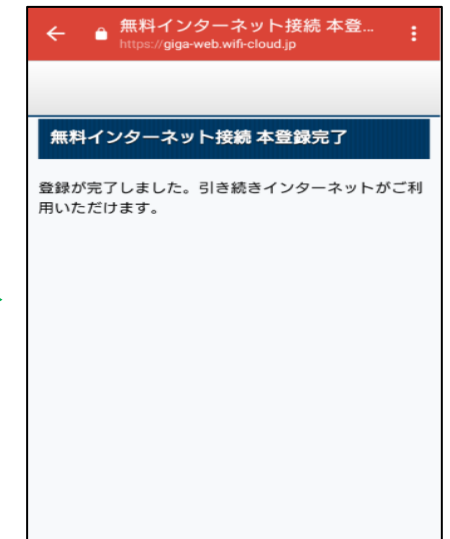 無料インターネット接続 本登...
https://giga-web.wifi-cloud.jp
無料インターネット接続 本登録完了
登録が完了しました。引き続きインターネットがご利
用いただけます。